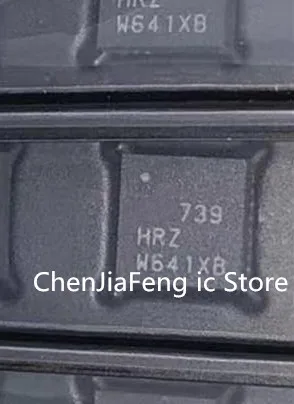 HRZ
W641XB
739
HRZ
W641XB
ChenJiaFeng ic Store